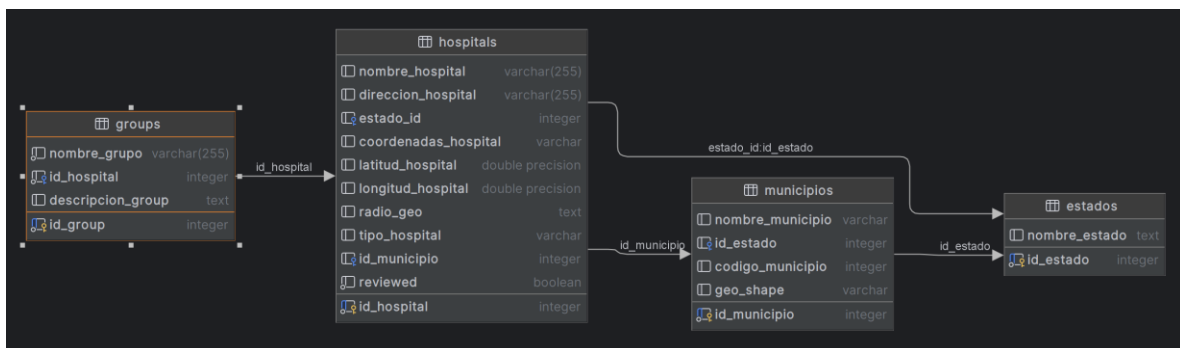 groups
nombre_grupo varchar(255)
id_hospital integer
descripcion_group text
id_group integer
id_hospital
hospitals
nombre_hospital varchar(255)
direccion_hospital varchar(255)
estado_id integer
coordenadas_hospital varchar
latitud_hospital double precision
longitud_hospital double precision
radio_geo text
tipo_hospital varchar
id_municipio integer
reviewed boolean
id_hospital integer
estado_id:id_estado
id_municipio
municipios
nombre_municipio varchar
id_estado integer
codigo_municipio integer
geo_shape varchar
id_municipio integer
id_estado
estados
nombre_estado text
id_estado integer